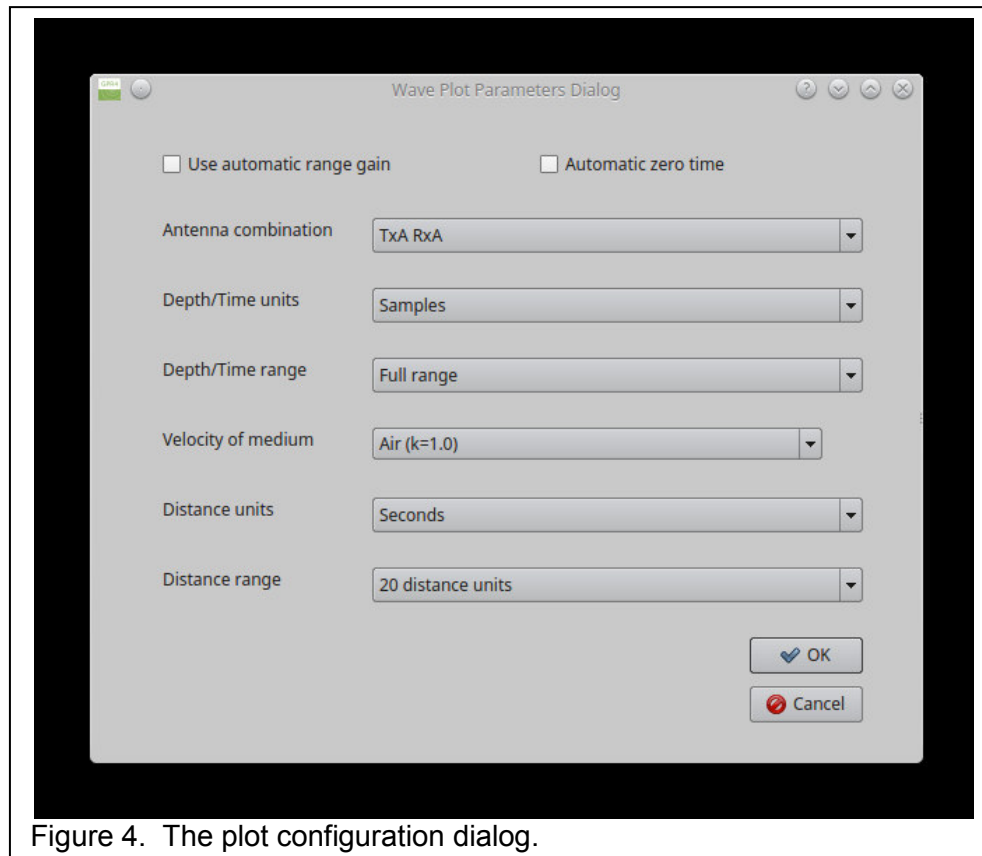 Wave Plot Parameters Dialog
Use automatic range gain
Automatic zero time
Antenna combination
TxA RxA
Depth/Time units
Samples
Depth/Time range
Full range
Velocity of medium
Air (k=1.0)
Distance units
Seconds
Distance range
20 distance units
OK
Cancel
Figure 4.  The plot configuration dialog.